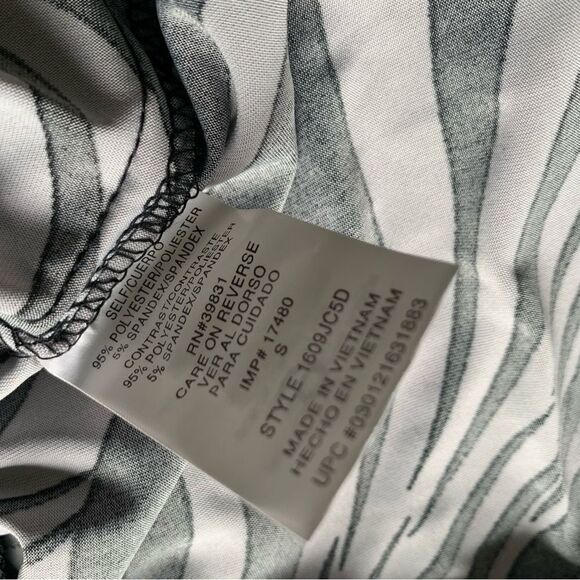 SELF/CUERPO
95% POLYESTER/POLIESTER
5% SPANDEX/SPANDEX
CONTRAST/CONTRASTE
95% POLYESTER/POLIESTER
5% SPANDEX/SPANDEX
RN#39831
CARE ON REVERSE
VER AL DORSO
PARA CUIDADO
IMP# 17480
S
STYLE 1609JC5D
MADE IN VIETNAM
HECHO EN VIETNAM
UPC #030121631883